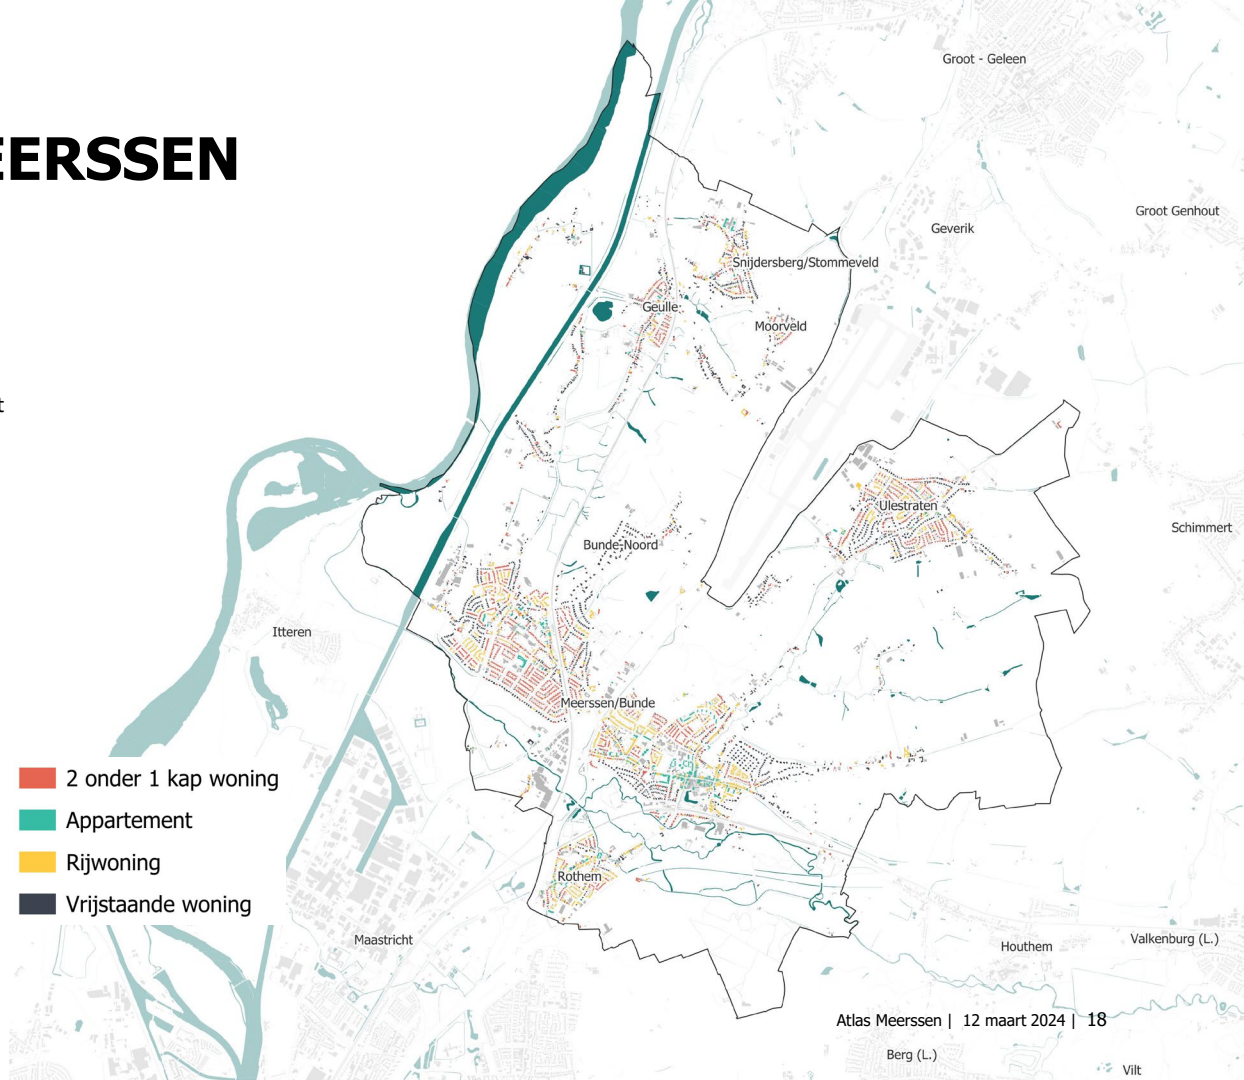 EERSSEN
t
Groot - Geleen
Groot Genhout
Geverik
Snijdersberg/Stommeveld
Geulle
Moorveld
Ulestraten
Schimmert
Bunde-Noord
Itteren
Meerssen/Bunde
2 onder 1 kap woning
Appartement
Rijwoning
Vrijstaande woning
Rothem
Maastricht
Houthem
Valkenburg (L.)
Atlas Meerssen | 12 maart 2024 | 18
Berg (L.)
Vilt